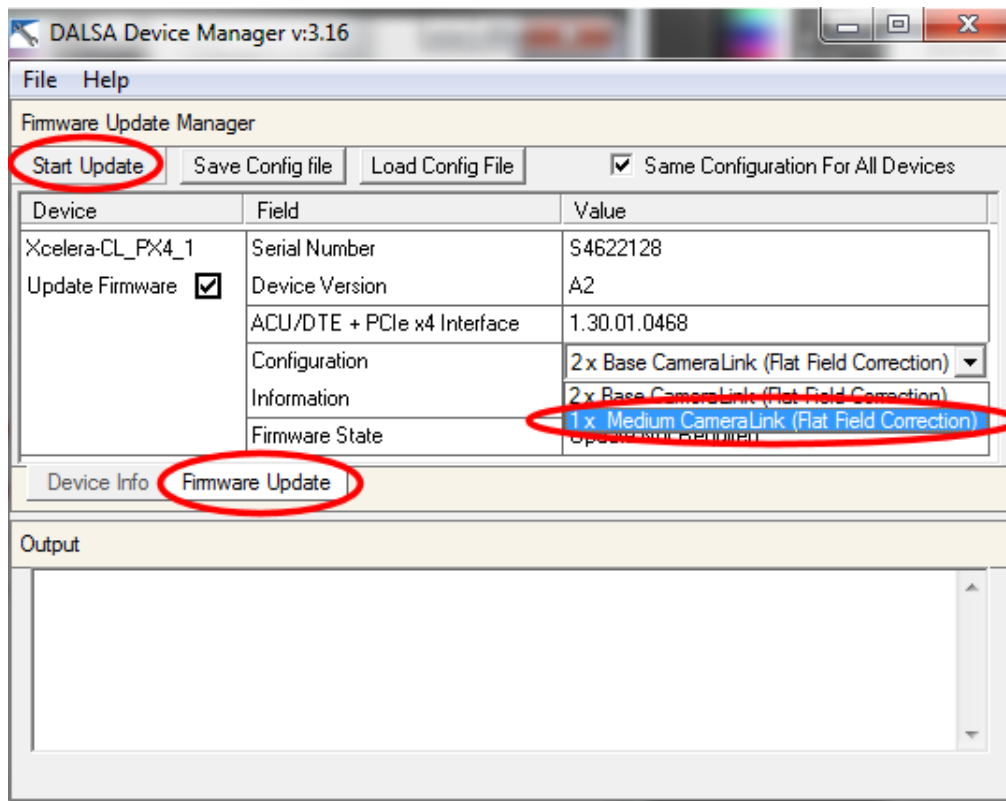 DALSA Device Manager v:3.16
File Help
Firmware Update Manager
Start Update Save Config file Load Config File Same Configuration For All Devices
Device Field Value
Xcelera-CL_PX4_1 Serial Number S4622128
Update Firmware Device Version A2
ACU/DTE + PCIe x4 Interface 1.30.01.0468
Configuration 2 x Base CameraLink (Flat Field Correction)
Information 2 x Base CameraLink (Flat Field Correction)
1 x Medium CameraLink (Flat Field Correction)
Firmware State Update Not Required
Device Info Firmware Update
Output